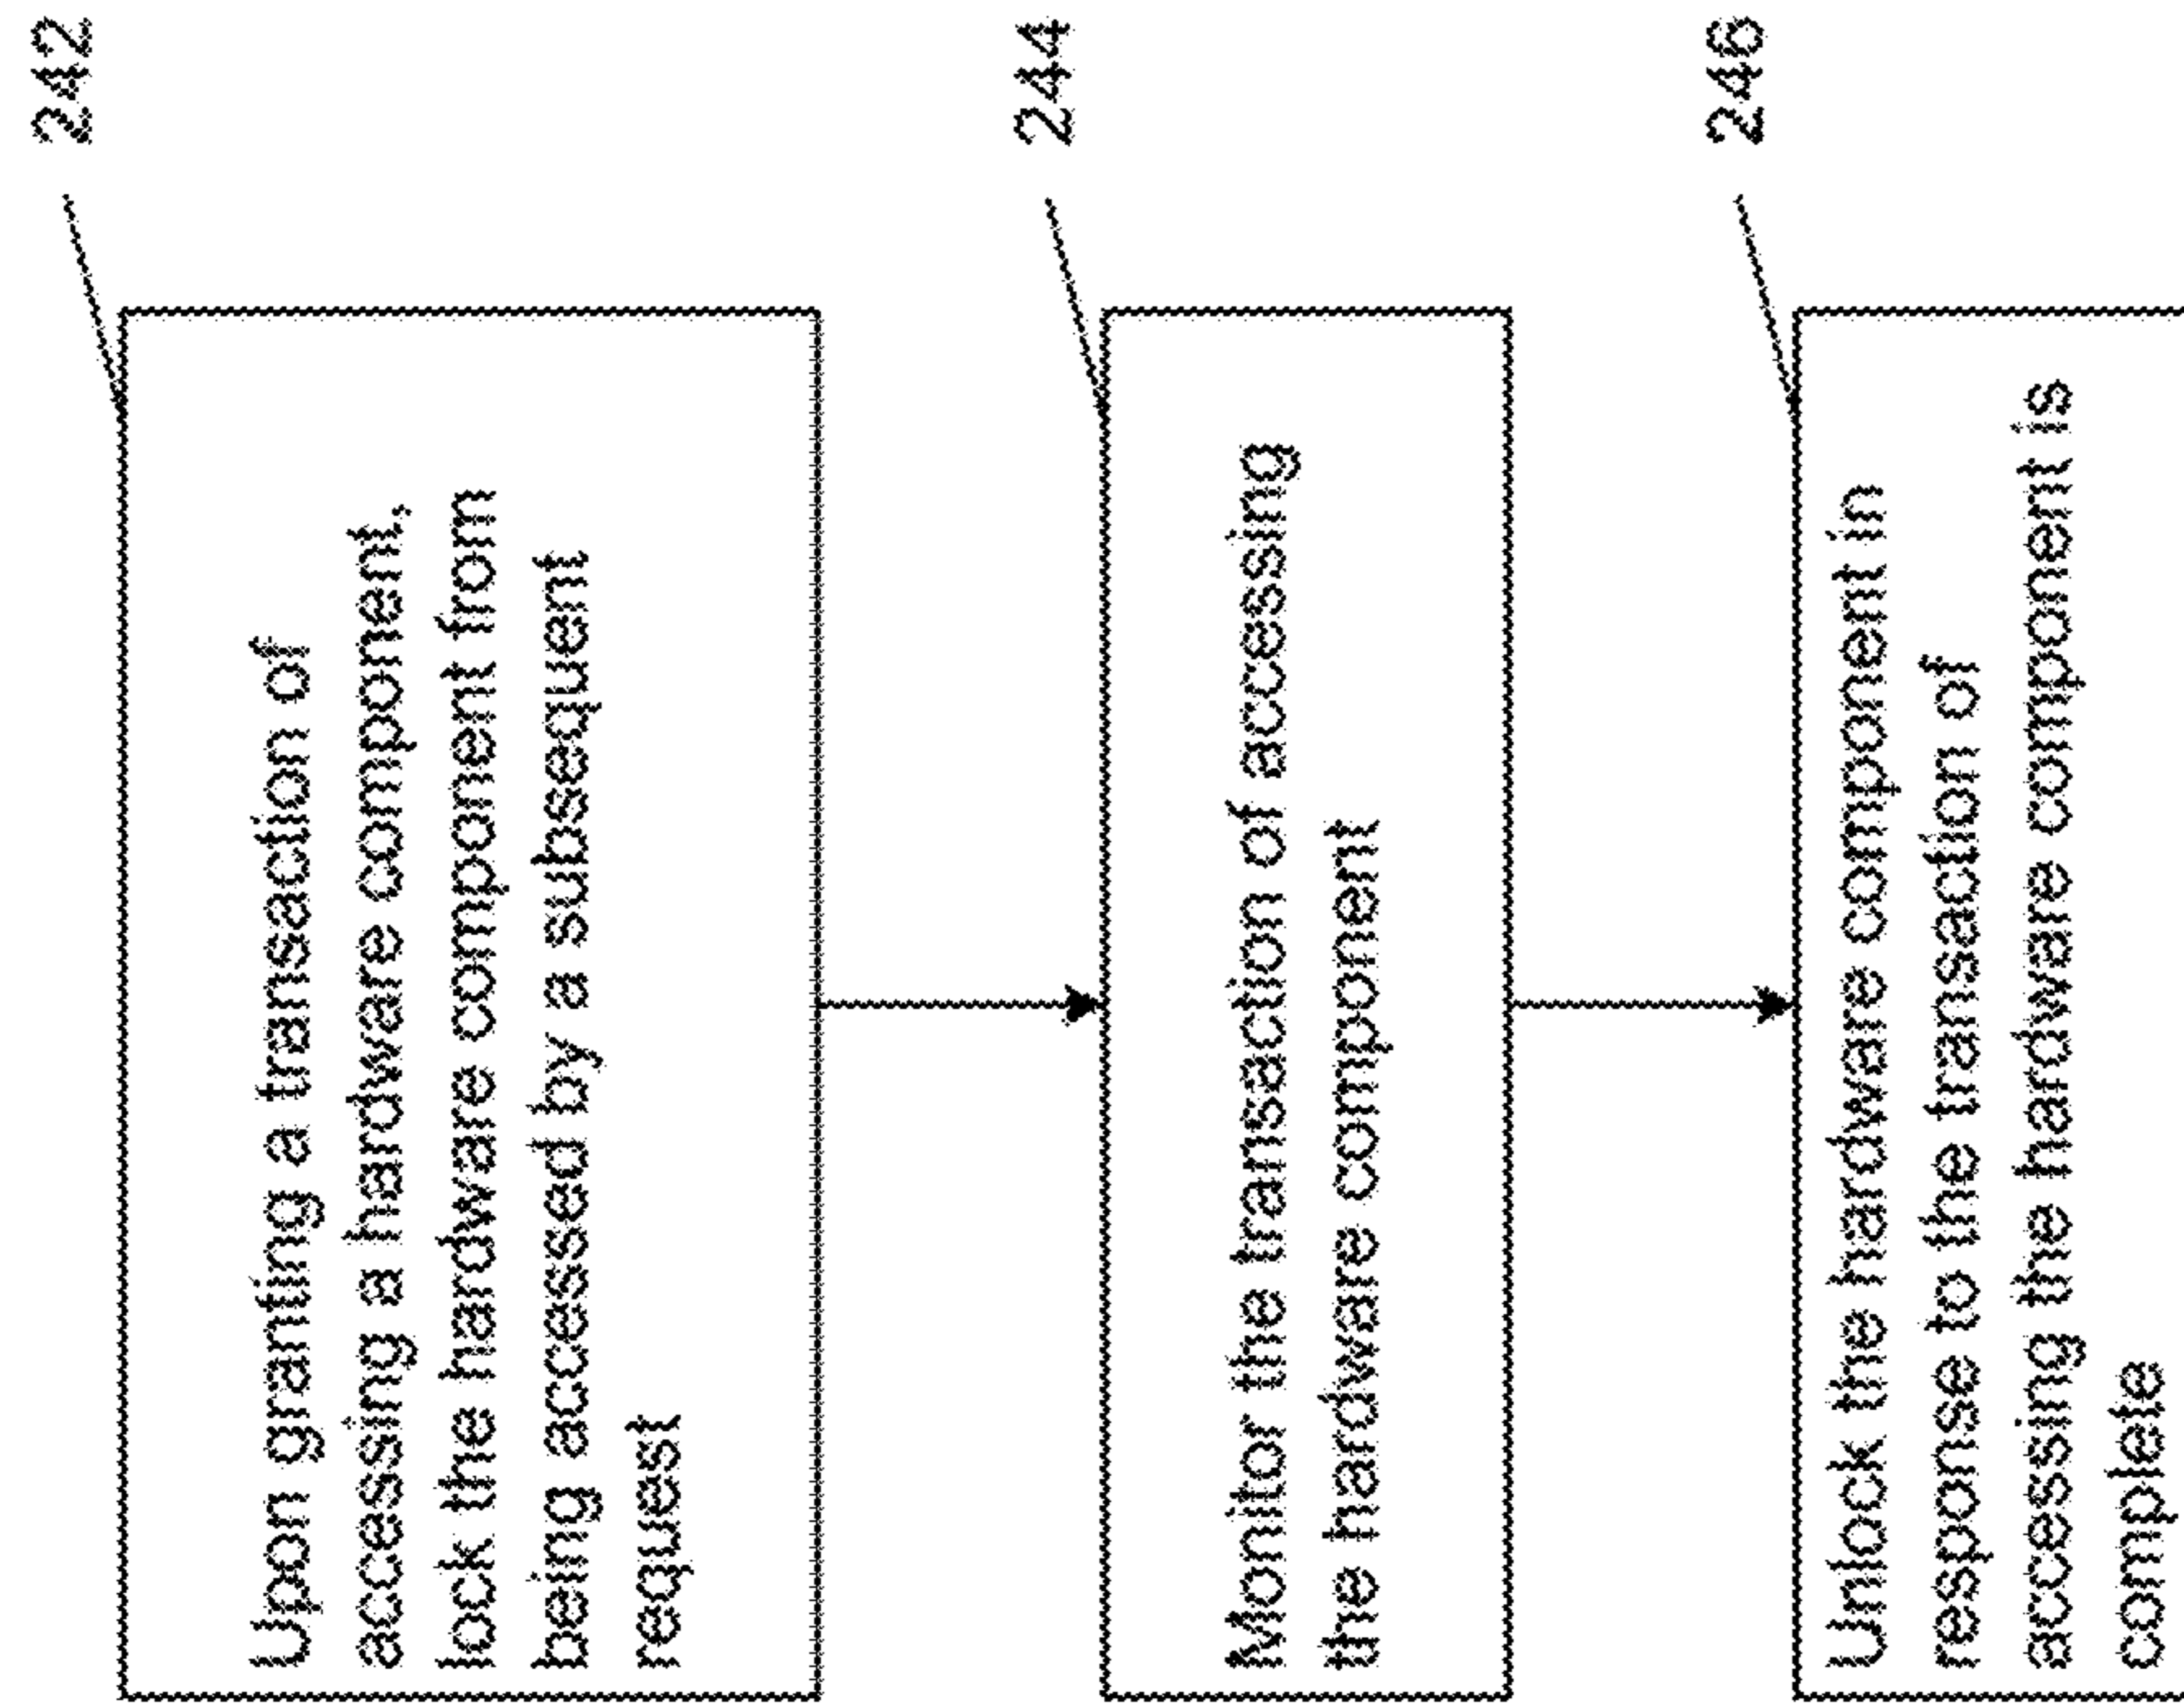 242
Upon granting a transaction of
accessing a hardware component,
lock the hardware component from
being accessed by a subsequent
request
244
Monitor the transaction of accessing
the hardware component
246
Unlock the hardware component in
response to the transaction of
accessing the hardware component is
complete